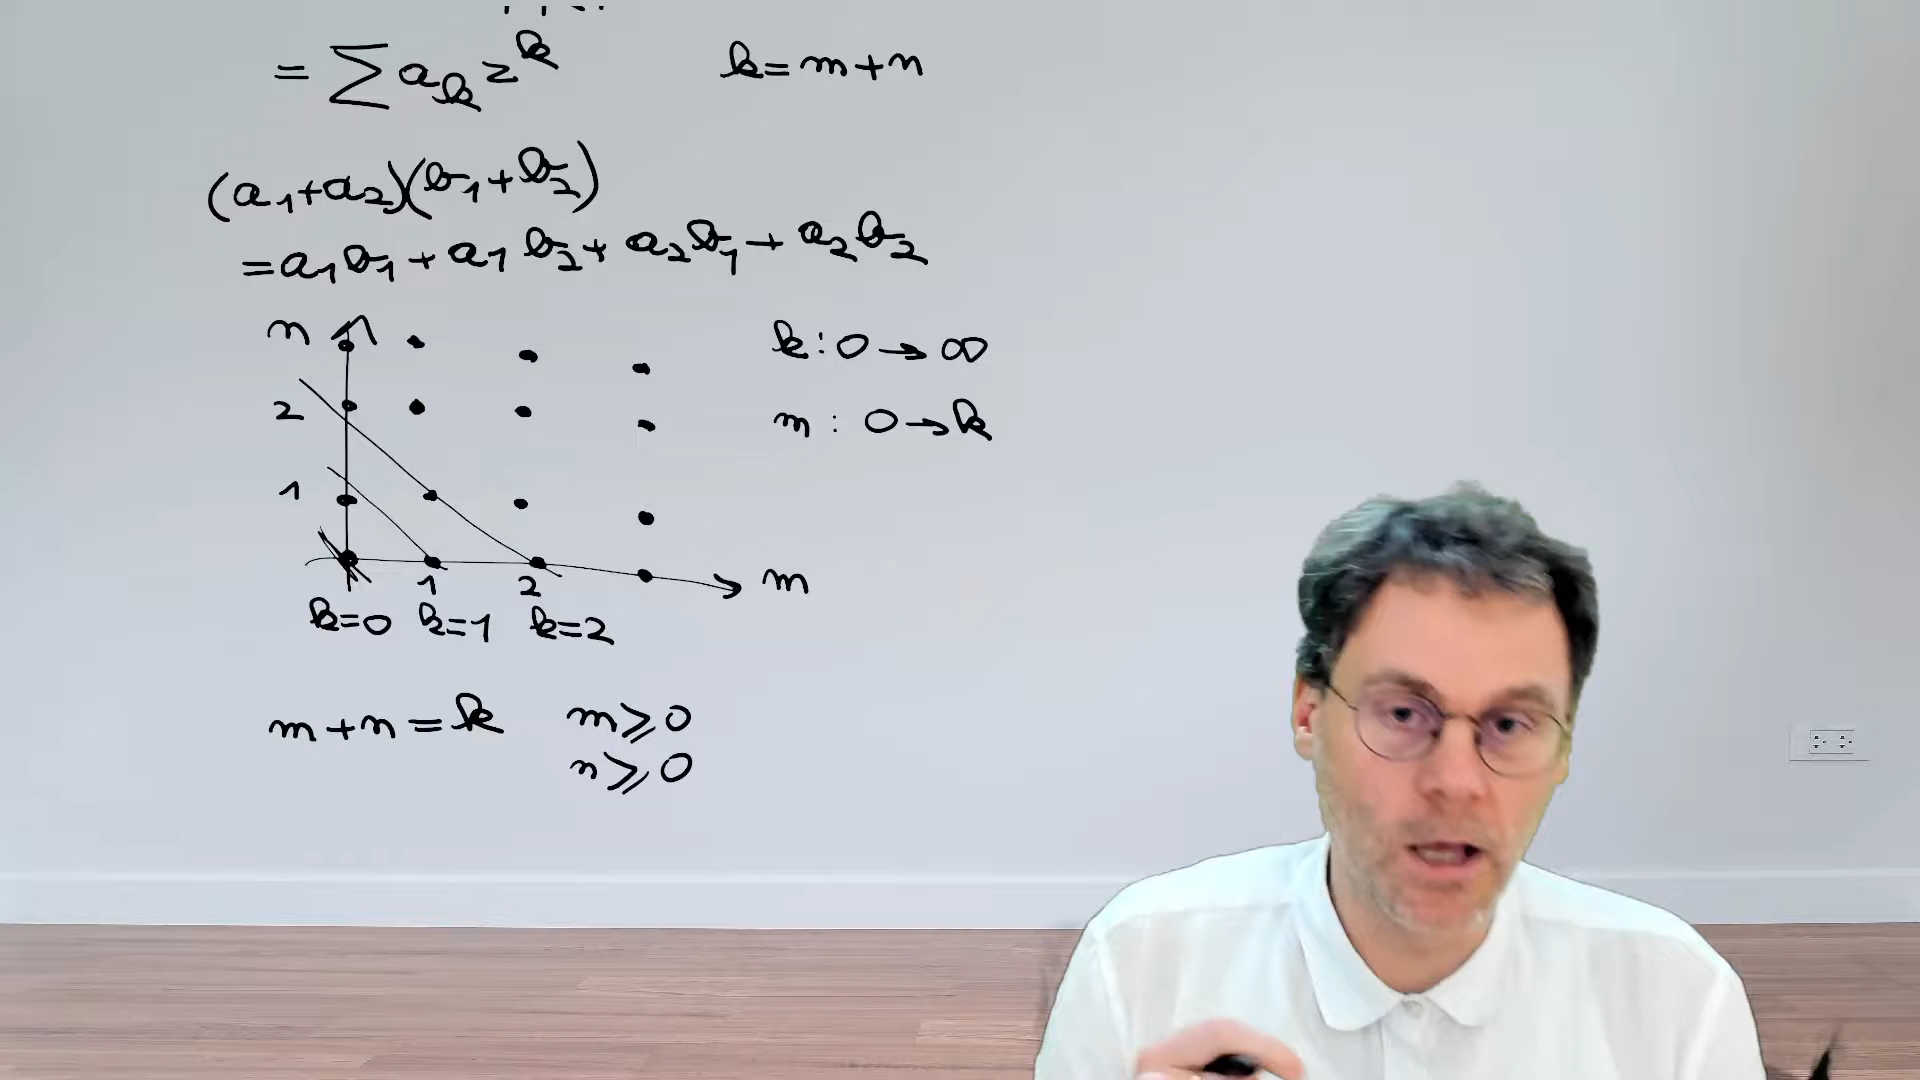 = ∑ a_k z^k k = m + n
(a_1 + a_2)(b_1 + b_2)
= a_1 b_1 + a_1 b_2 + a_2 b_1 + a_2 b_2
n k : 0 → ∞
2 m : 0 → k
1
1 2 m
k=0 k=1 k=2
m + n = k m ⩾ 0
n ⩾ 0